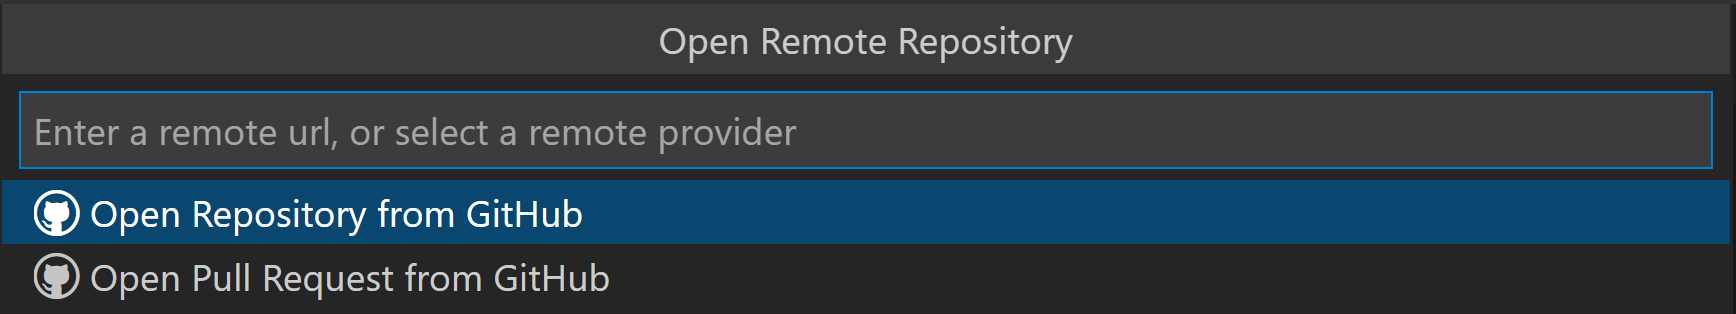 Open Remote Repository
Enter a remote url, or select a remote provider
Open Repository from GitHub
Open Pull Request from GitHub